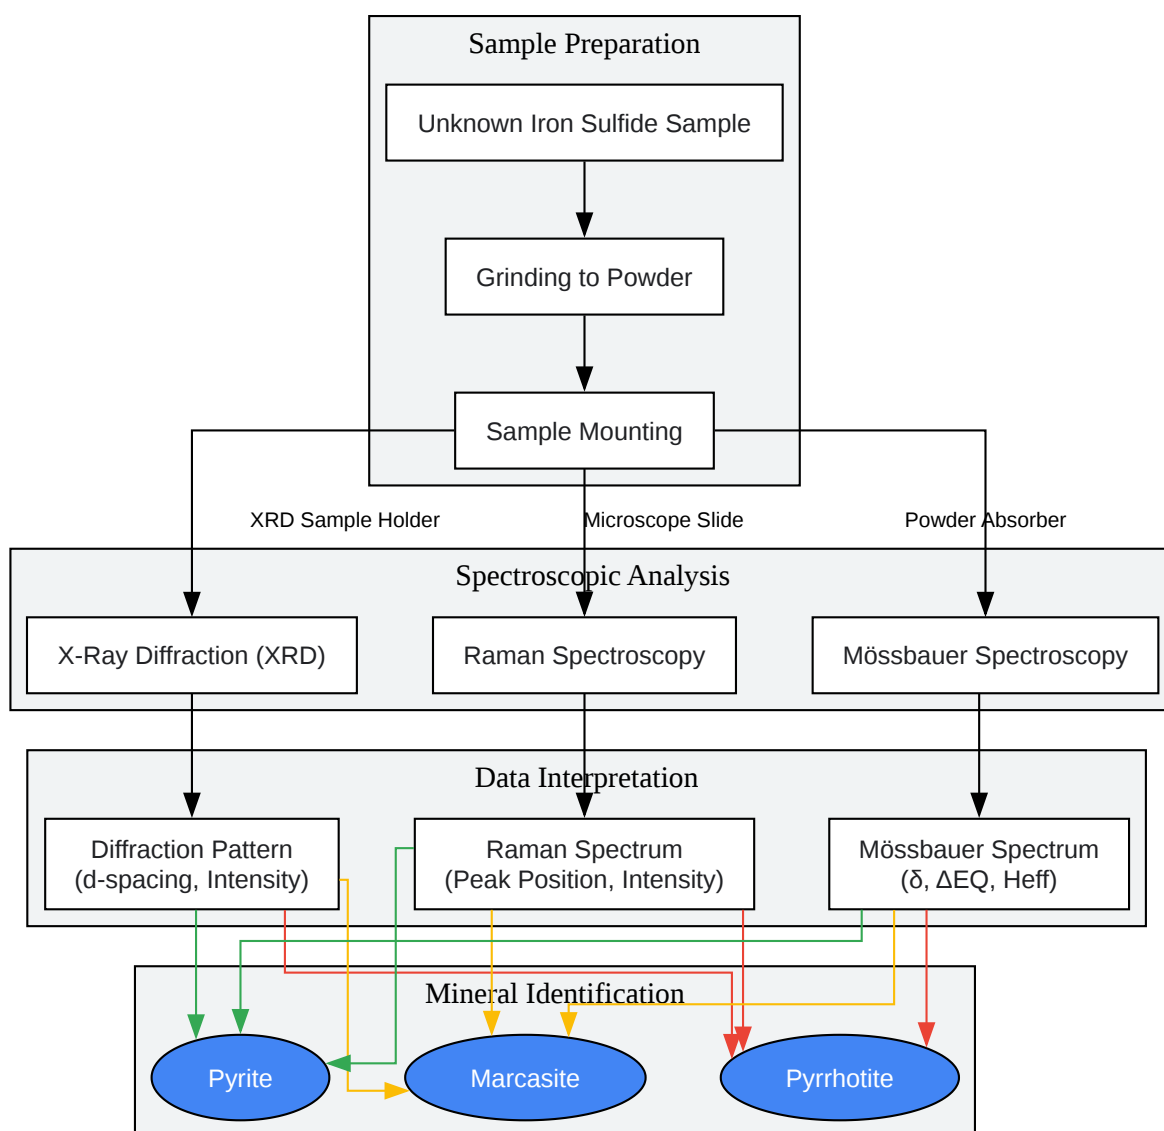 Sample Preparation
Unknown Iron Sulfide Sample
Grinding to Powder
Sample Mounting
XRD Sample Holder
Microscope Slide
Powder Absorber
Spectroscopic Analysis
X-Ray Diffraction (XRD)
Raman Spectroscopy
Mössbauer Spectroscopy
Data Interpretation
Diffraction Pattern
(d-spacing, Intensity)
Raman Spectrum
(Peak Position, Intensity)
Mössbauer Spectrum
(δ, ΔEQ, Heff)
Mineral Identification
Pyrite
Marcasite
Pyrrhotite